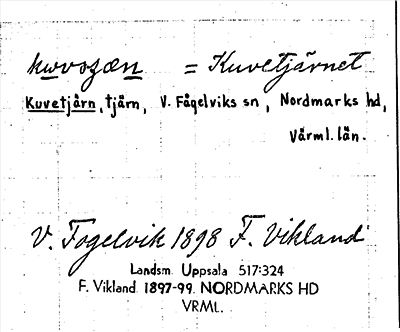 kuvoʒæn = Kuvetjärnet
Kuvetjärn, tjärn, V. Fågelviks sn, Nordmarks hd,
Värml. län.
V. Fogelvik 1898 F. Vikland
Landsm. Uppsala 517:324
F. Vikland 1897-99. NORDMARKS HD
VRML.